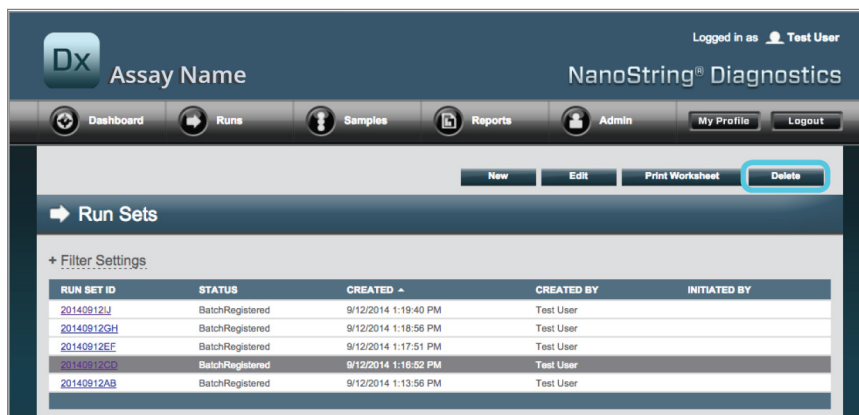 Logged in as Test User
Dx Assay Name NanoString® Diagnostics
Dashboard Runs Samples Reports Admin My Profile Logout
New Edit Print Worksheet Delete
Run Sets
+ Filter Settings
RUN SET ID STATUS CREATED CREATED BY INITIATED BY
20140912IJ BatchRegistered 9/12/2014 1:19:40 PM Test User
20140912GH BatchRegistered 9/12/2014 1:18:56 PM Test User
20140912EF BatchRegistered 9/12/2014 1:17:51 PM Test User
20140912CD BatchRegistered 9/12/2014 1:16:52 PM Test User
20140912AB BatchRegistered 9/12/2014 1:13:56 PM Test User